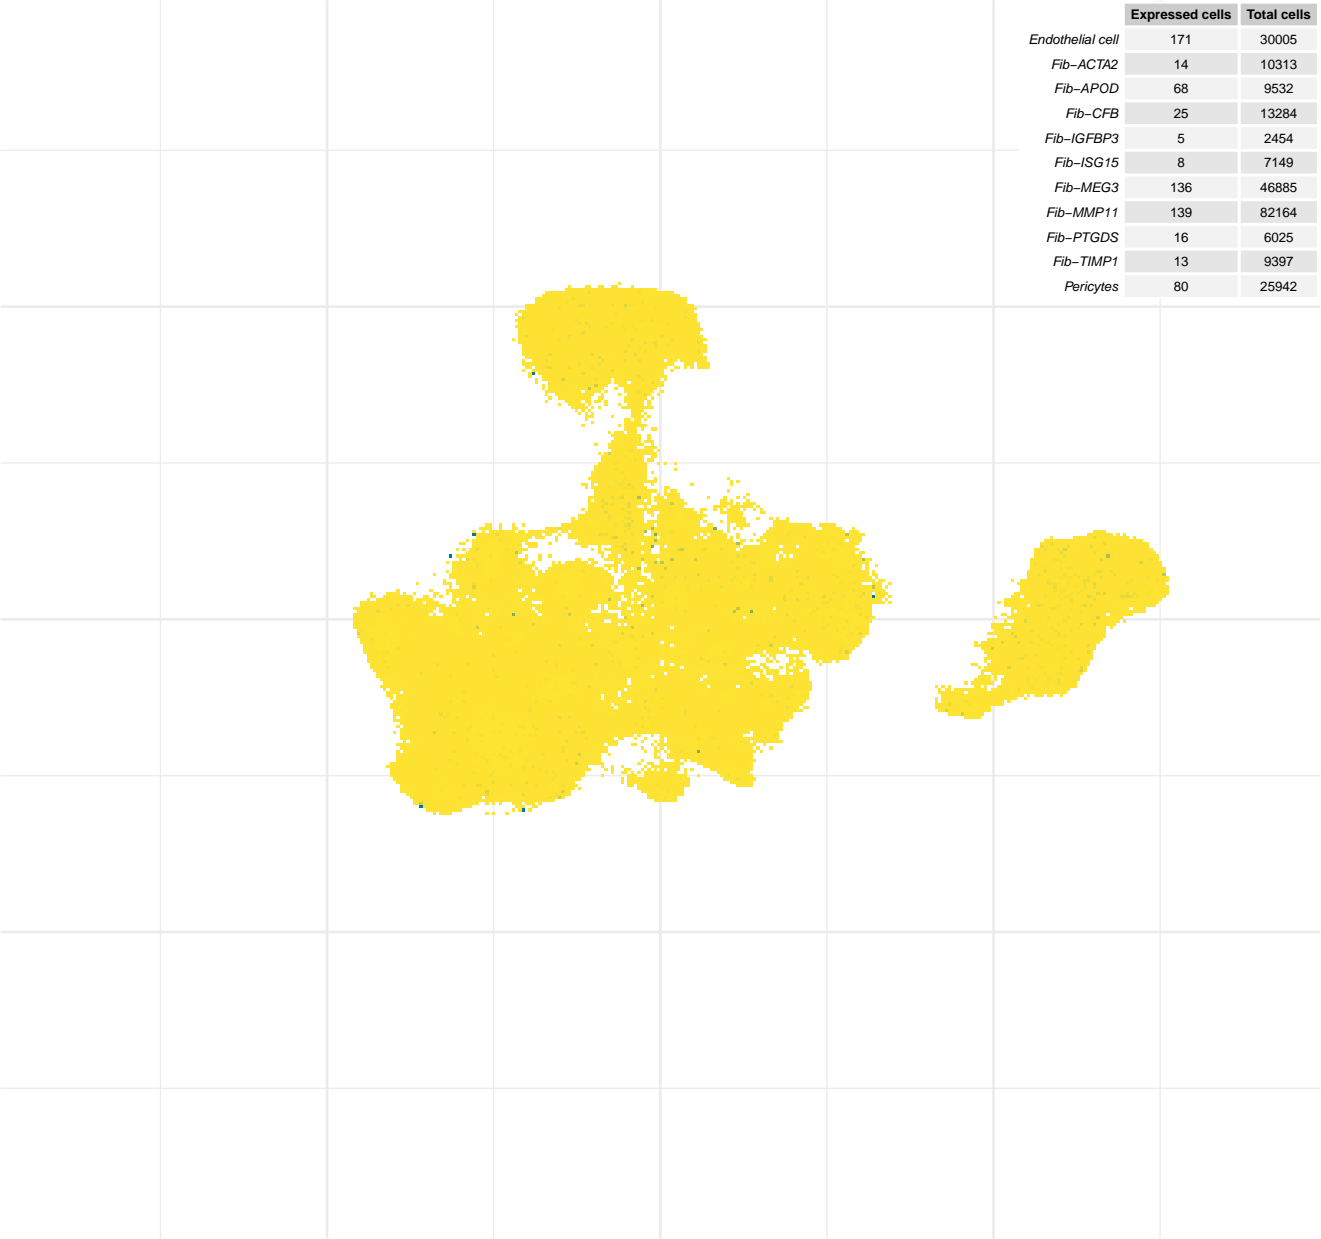 Expressed cells Total cells
Endothelial cell 171 30005
Fib−ACTA2 14 10313
Fib−APOD 68 9532
Fib−CFB 25 13284
Fib−IGFBP3 5 2454
Fib−ISG15 8 7149
Fib−MEG3 136 46885
Fib−MMP11 139 82164
Fib−PTGDS 16 6025
Fib−TIMP1 13 9397
Pericytes 80 25942